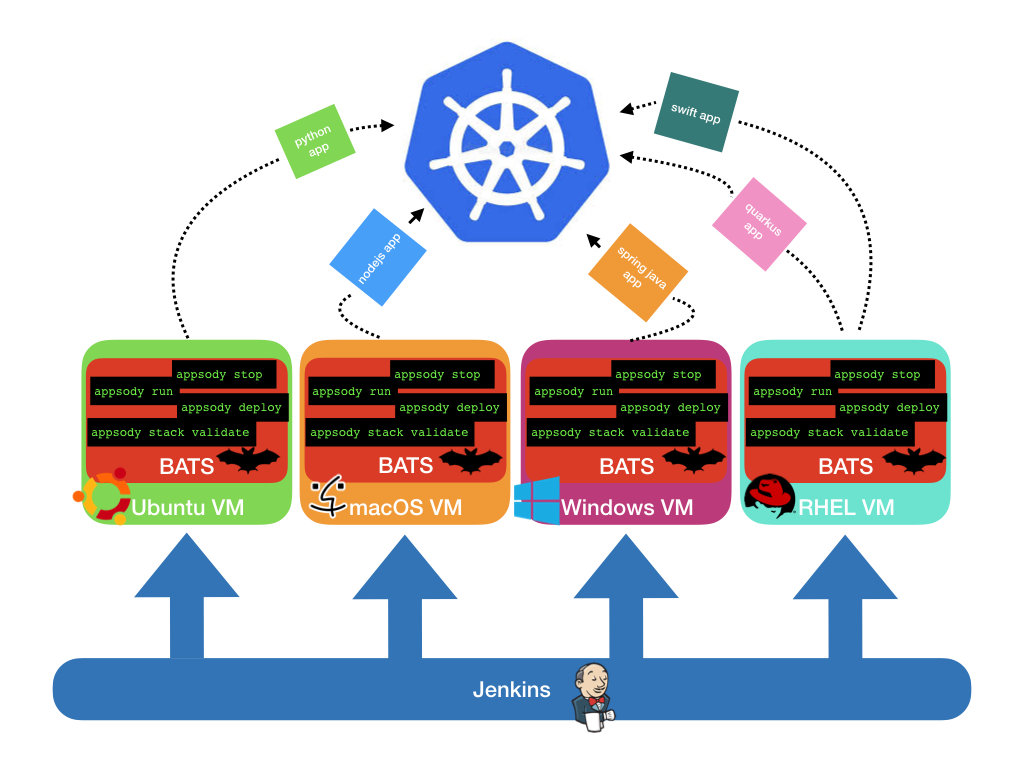 swift app
python
app
quarkus
app
nodejs app
spring java
app
appsody stop
appsody run
appsody deploy
appsody stack validate
BATS
Ubuntu VM
appsody stop
appsody run
appsody deploy
appsody stack validate
BATS
macOS VM
appsody stop
appsody run
appsody deploy
appsody stack validate
BATS
Windows VM
appsody stop
appsody run
appsody deploy
appsody stack validate
BATS
RHEL VM
Jenkins